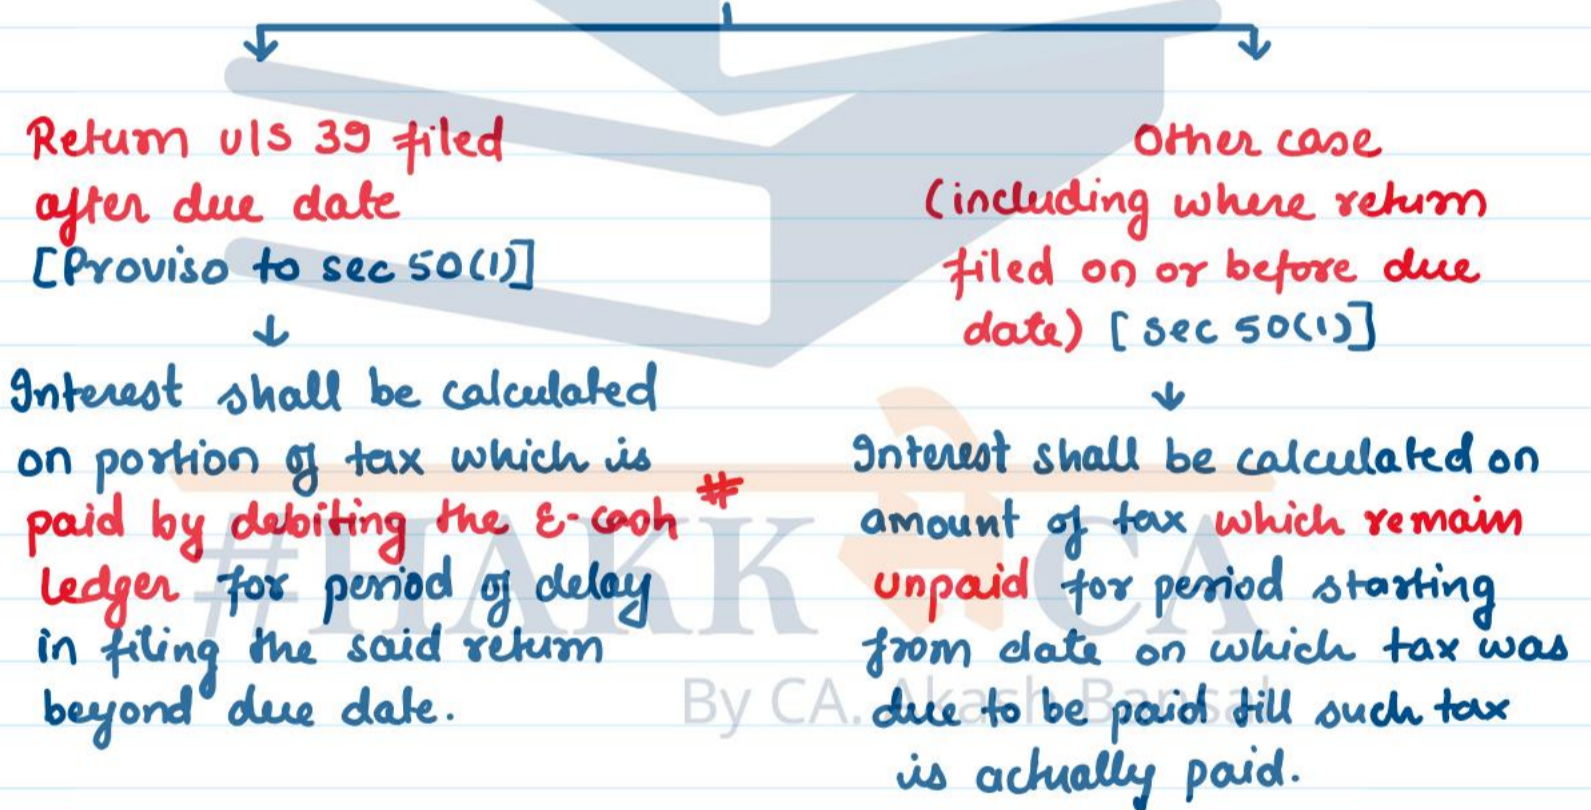 Return u/s 39 filed
after due date
[Proviso to sec 50(1)]
Interest shall be calculated
on portion of tax which is
paid by debiting the E-cash #
ledger for period of delay
in filing the said return
beyond due date.
Other case
(including where return
filed on or before due
date) [sec 50(1)]
Interest shall be calculated on
amount of tax which remain
unpaid for period starting
from date on which tax was
due to be paid till such tax
is actually paid.
#HAKK से CA
By CA. Akash Bansal